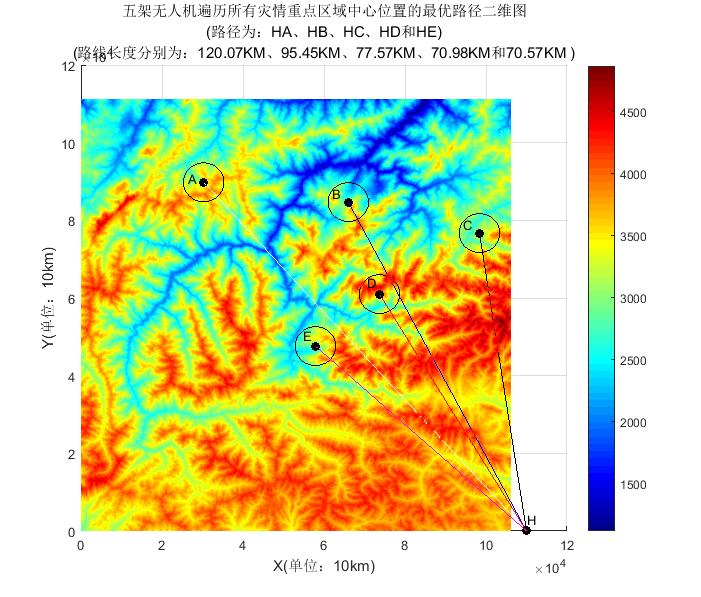 五架无人机遍历所有灾情重点区域中心位置的最优路径二维图
(路径为：HA、HB、HC、HD和HE)
(路线长度分别为：120.07KM、95.45KM、77.57KM、70.98KM和70.57KM )
12
10
8
6
4
2
0
Y(单位：10km)
A
B
C
D
E
H
0 2 4 6 8 10 12
×10⁴
X(单位：10km)
4500
4000
3500
3000
2500
2000
1500